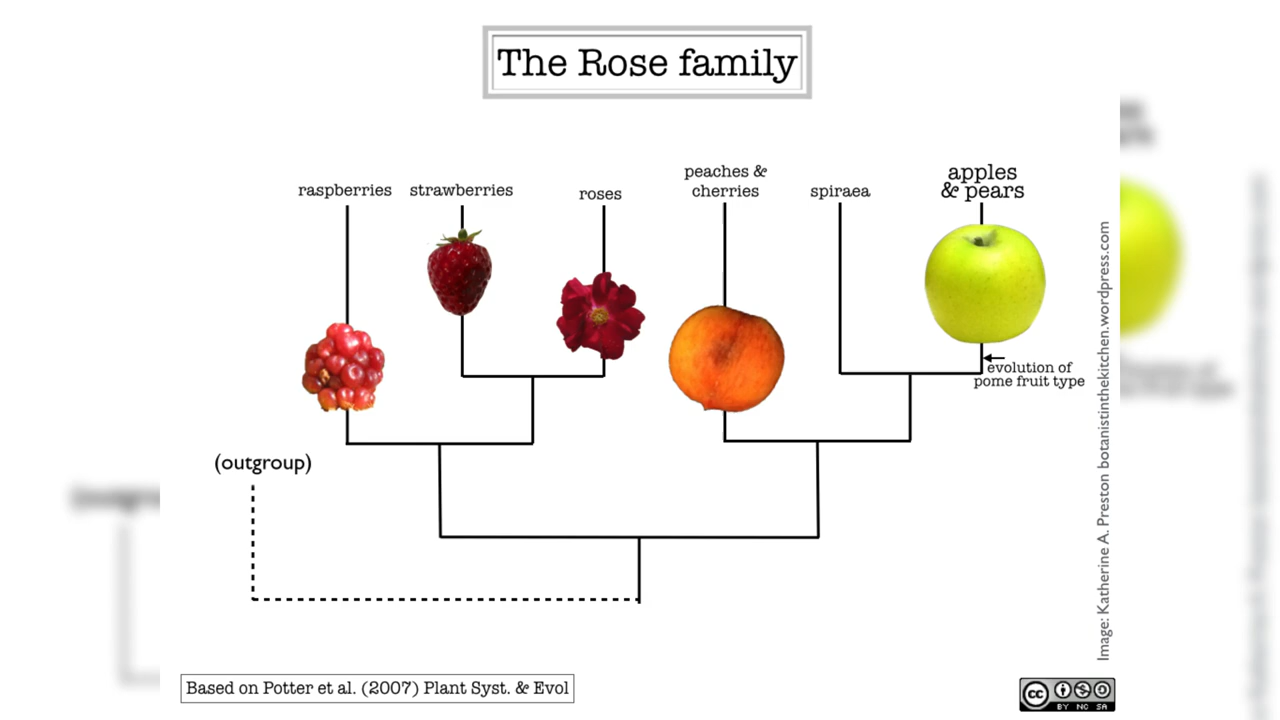 The Rose family
raspberries
strawberries
roses
peaches &
cherries
spiraea
apples
& pears
evolution of
pome fruit type
(outgroup)
Image: Katherine A. Preston botanistinthekitchen.wordpress.com
Based on Potter et al. (2007) Plant Syst. & Evol
cc
BY NC SA